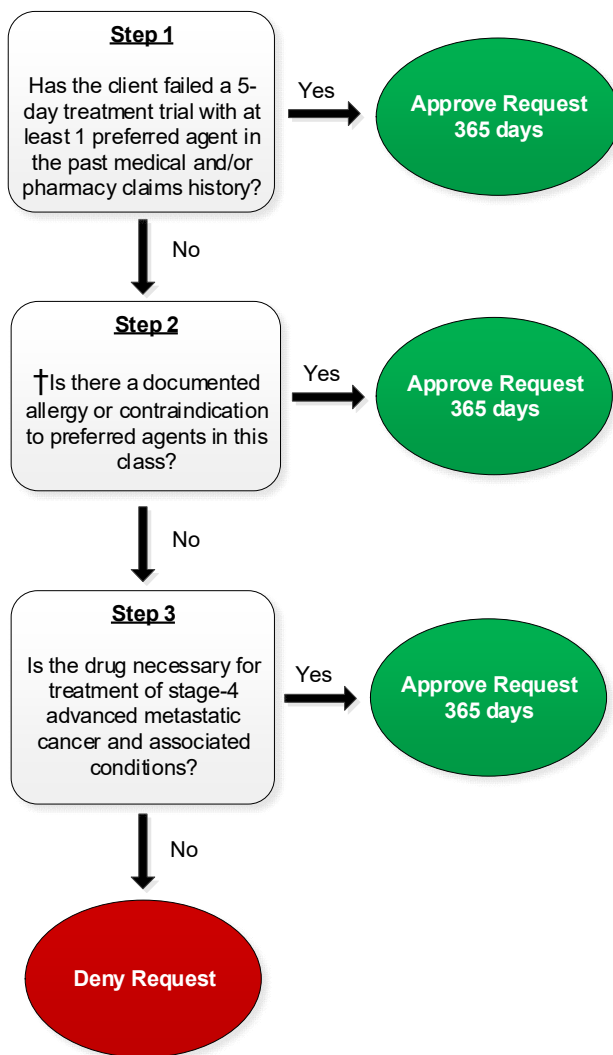 Step 1
Has the client failed a 5-
day treatment trial with at
least 1 preferred agent in
the past medical and/or
pharmacy claims history?
Yes
Approve Request
365 days
No
Step 2
†Is there a documented
allergy or contraindication
to preferred agents in this
class?
Yes
Approve Request
365 days
No
Step 3
Is the drug necessary for
treatment of stage-4
advanced metastatic
cancer and associated
conditions?
Yes
Approve Request
365 days
No
Deny Request